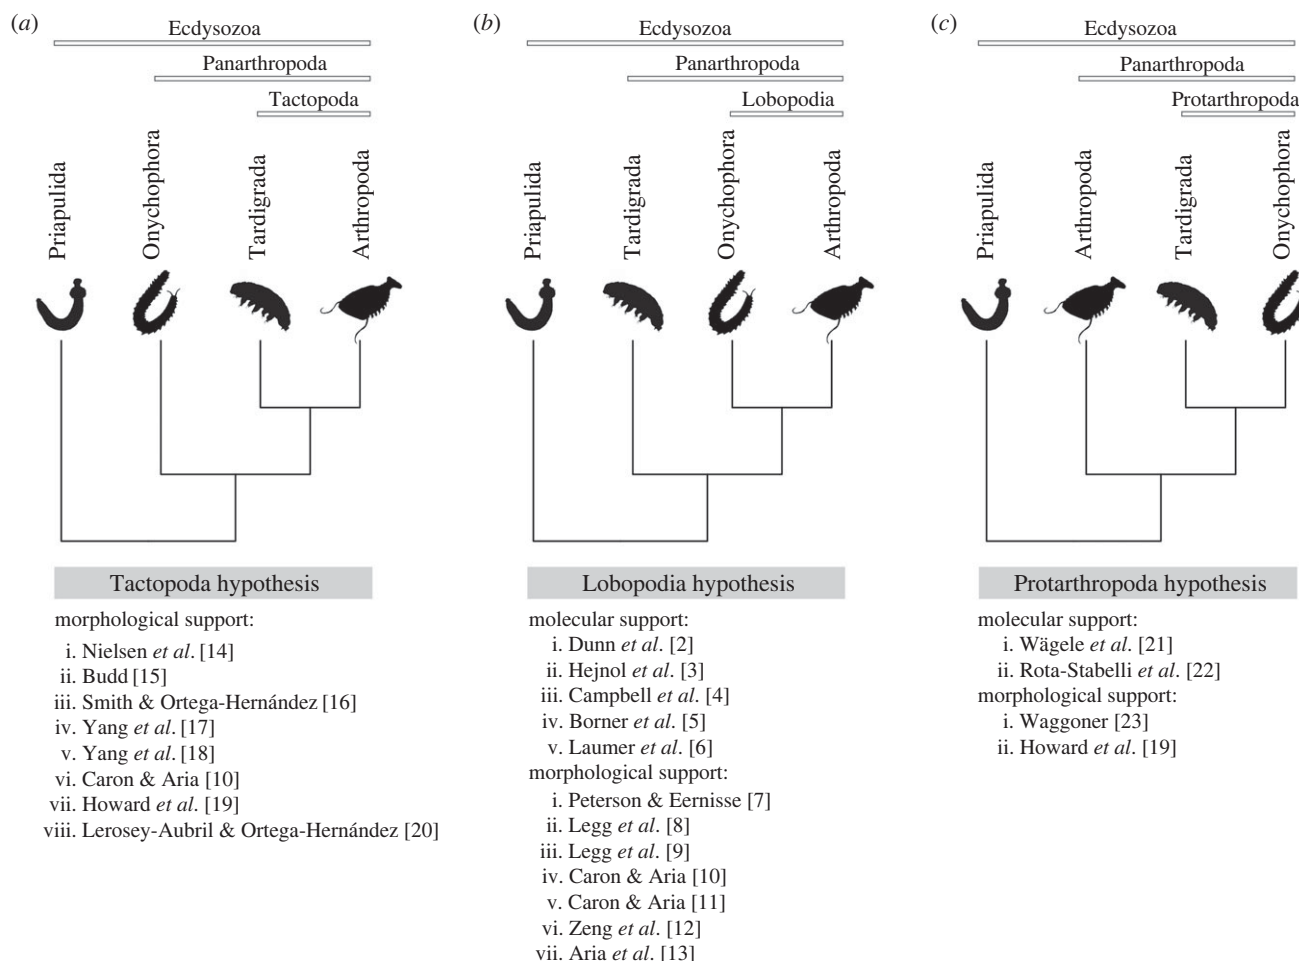 (a)
Ecdysozoa
Panarthropoda
Tactopoda
Priapulida
Onychophora
Tardigrada
Arthropoda
Tactopoda hypothesis
morphological support:
i. Nielsen et al. [14]
ii. Budd [15]
iii. Smith & Ortega-Hernández [16]
iv. Yang et al. [17]
v. Yang et al. [18]
vi. Caron & Aria [10]
vii. Howard et al. [19]
viii. Lerosey-Aubril & Ortega-Hernández [20]
(b)
Ecdysozoa
Panarthropoda
Lobopodia
Priapulida
Tardigrada
Onychophora
Arthropoda
Lobopodia hypothesis
molecular support:
i. Dunn et al. [2]
ii. Hejnol et al. [3]
iii. Campbell et al. [4]
iv. Borner et al. [5]
v. Laumer et al. [6]
morphological support:
i. Peterson & Eernisse [7]
ii. Legg et al. [8]
iii. Legg et al. [9]
iv. Caron & Aria [10]
v. Caron & Aria [11]
vi. Zeng et al. [12]
vii. Aria et al. [13]
(c)
Ecdysozoa
Panarthropoda
Protarthropoda
Priapulida
Arthropoda
Tardigrada
Onychophora
Protarthropoda hypothesis
molecular support:
i. Wägele et al. [21]
ii. Rota-Stabelli et al. [22]
morphological support:
i. Waggoner [23]
ii. Howard et al. [19]